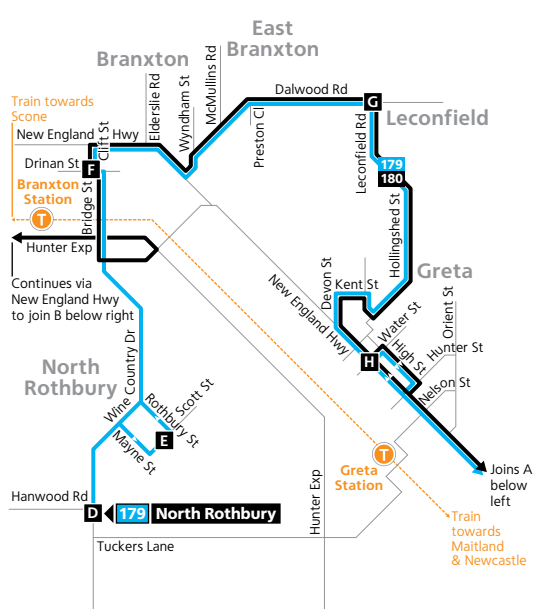 East
Branxton
Branxton
Train towards
Scone
New England Hwy
Clift St
Elderslie Rd
Wyndham St
McMullins Rd
Preston Cl
Dalwood Rd
G
Leconfield
Leconfield Rd
179
180
Drinan St
F
Branxton
Station
T
Bridge St
Hunter Exp
Continues via
New England Hwy
to join B below right
Hollingshed St
Greta
Devon St
Kent St
New England Hwy
Water St
High St
Orient St
Hunter St
Nelson St
H
North
Rothbury
Wine Country Dr
Rothbury St
Scott St
Mayne St
E
T
Greta
Station
Joins A
below
left
Hanwood Rd
D
179 North Rothbury
Hunter Exp
Tuckers Lane
Train
towards
Maitland
& Newcastle